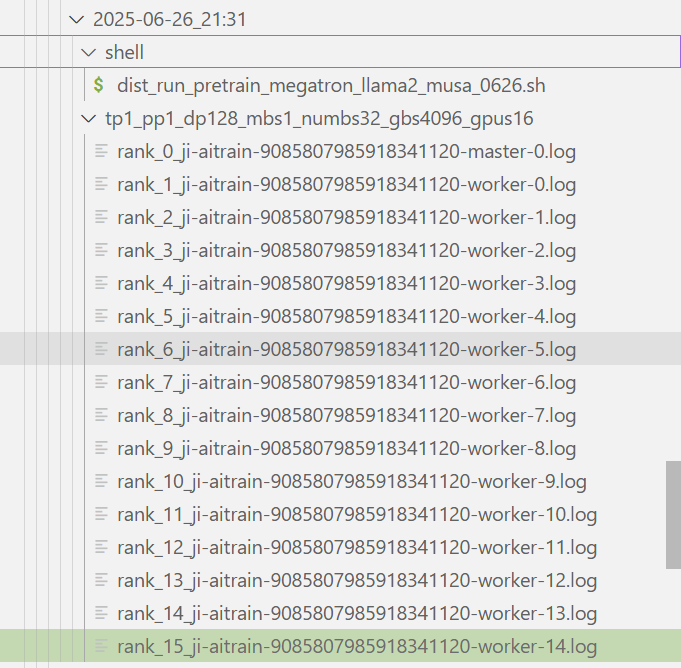 2025-06-26_21:31
shell
$ dist_run_pretrain_megatron_llama2_musa_0626.sh
tp1_pp1_dp128_mbs1_numbs32_gbs4096_gpus16
rank_0_ji-aitrain-9085807985918341120-master-0.log
rank_1_ji-aitrain-9085807985918341120-worker-0.log
rank_2_ji-aitrain-9085807985918341120-worker-1.log
rank_3_ji-aitrain-9085807985918341120-worker-2.log
rank_4_ji-aitrain-9085807985918341120-worker-3.log
rank_5_ji-aitrain-9085807985918341120-worker-4.log
rank_6_ji-aitrain-9085807985918341120-worker-5.log
rank_7_ji-aitrain-9085807985918341120-worker-6.log
rank_8_ji-aitrain-9085807985918341120-worker-7.log
rank_9_ji-aitrain-9085807985918341120-worker-8.log
rank_10_ji-aitrain-9085807985918341120-worker-9.log
rank_11_ji-aitrain-9085807985918341120-worker-10.log
rank_12_ji-aitrain-9085807985918341120-worker-11.log
rank_13_ji-aitrain-9085807985918341120-worker-12.log
rank_14_ji-aitrain-9085807985918341120-worker-13.log
rank_15_ji-aitrain-9085807985918341120-worker-14.log